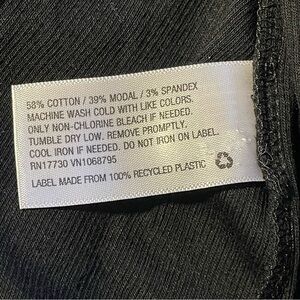 58% COTTON / 39% MODAL / 3% SPANDEX
MACHINE WASH COLD WITH LIKE COLORS.
ONLY NON-CHLORINE BLEACH IF NEEDED.
TUMBLE DRY LOW. REMOVE PROMPTLY.
COOL IRON IF NEEDED. DO NOT IRON ON LABEL.
RN17730 VN1068795
LABEL MADE FROM 100% RECYCLED PLASTIC